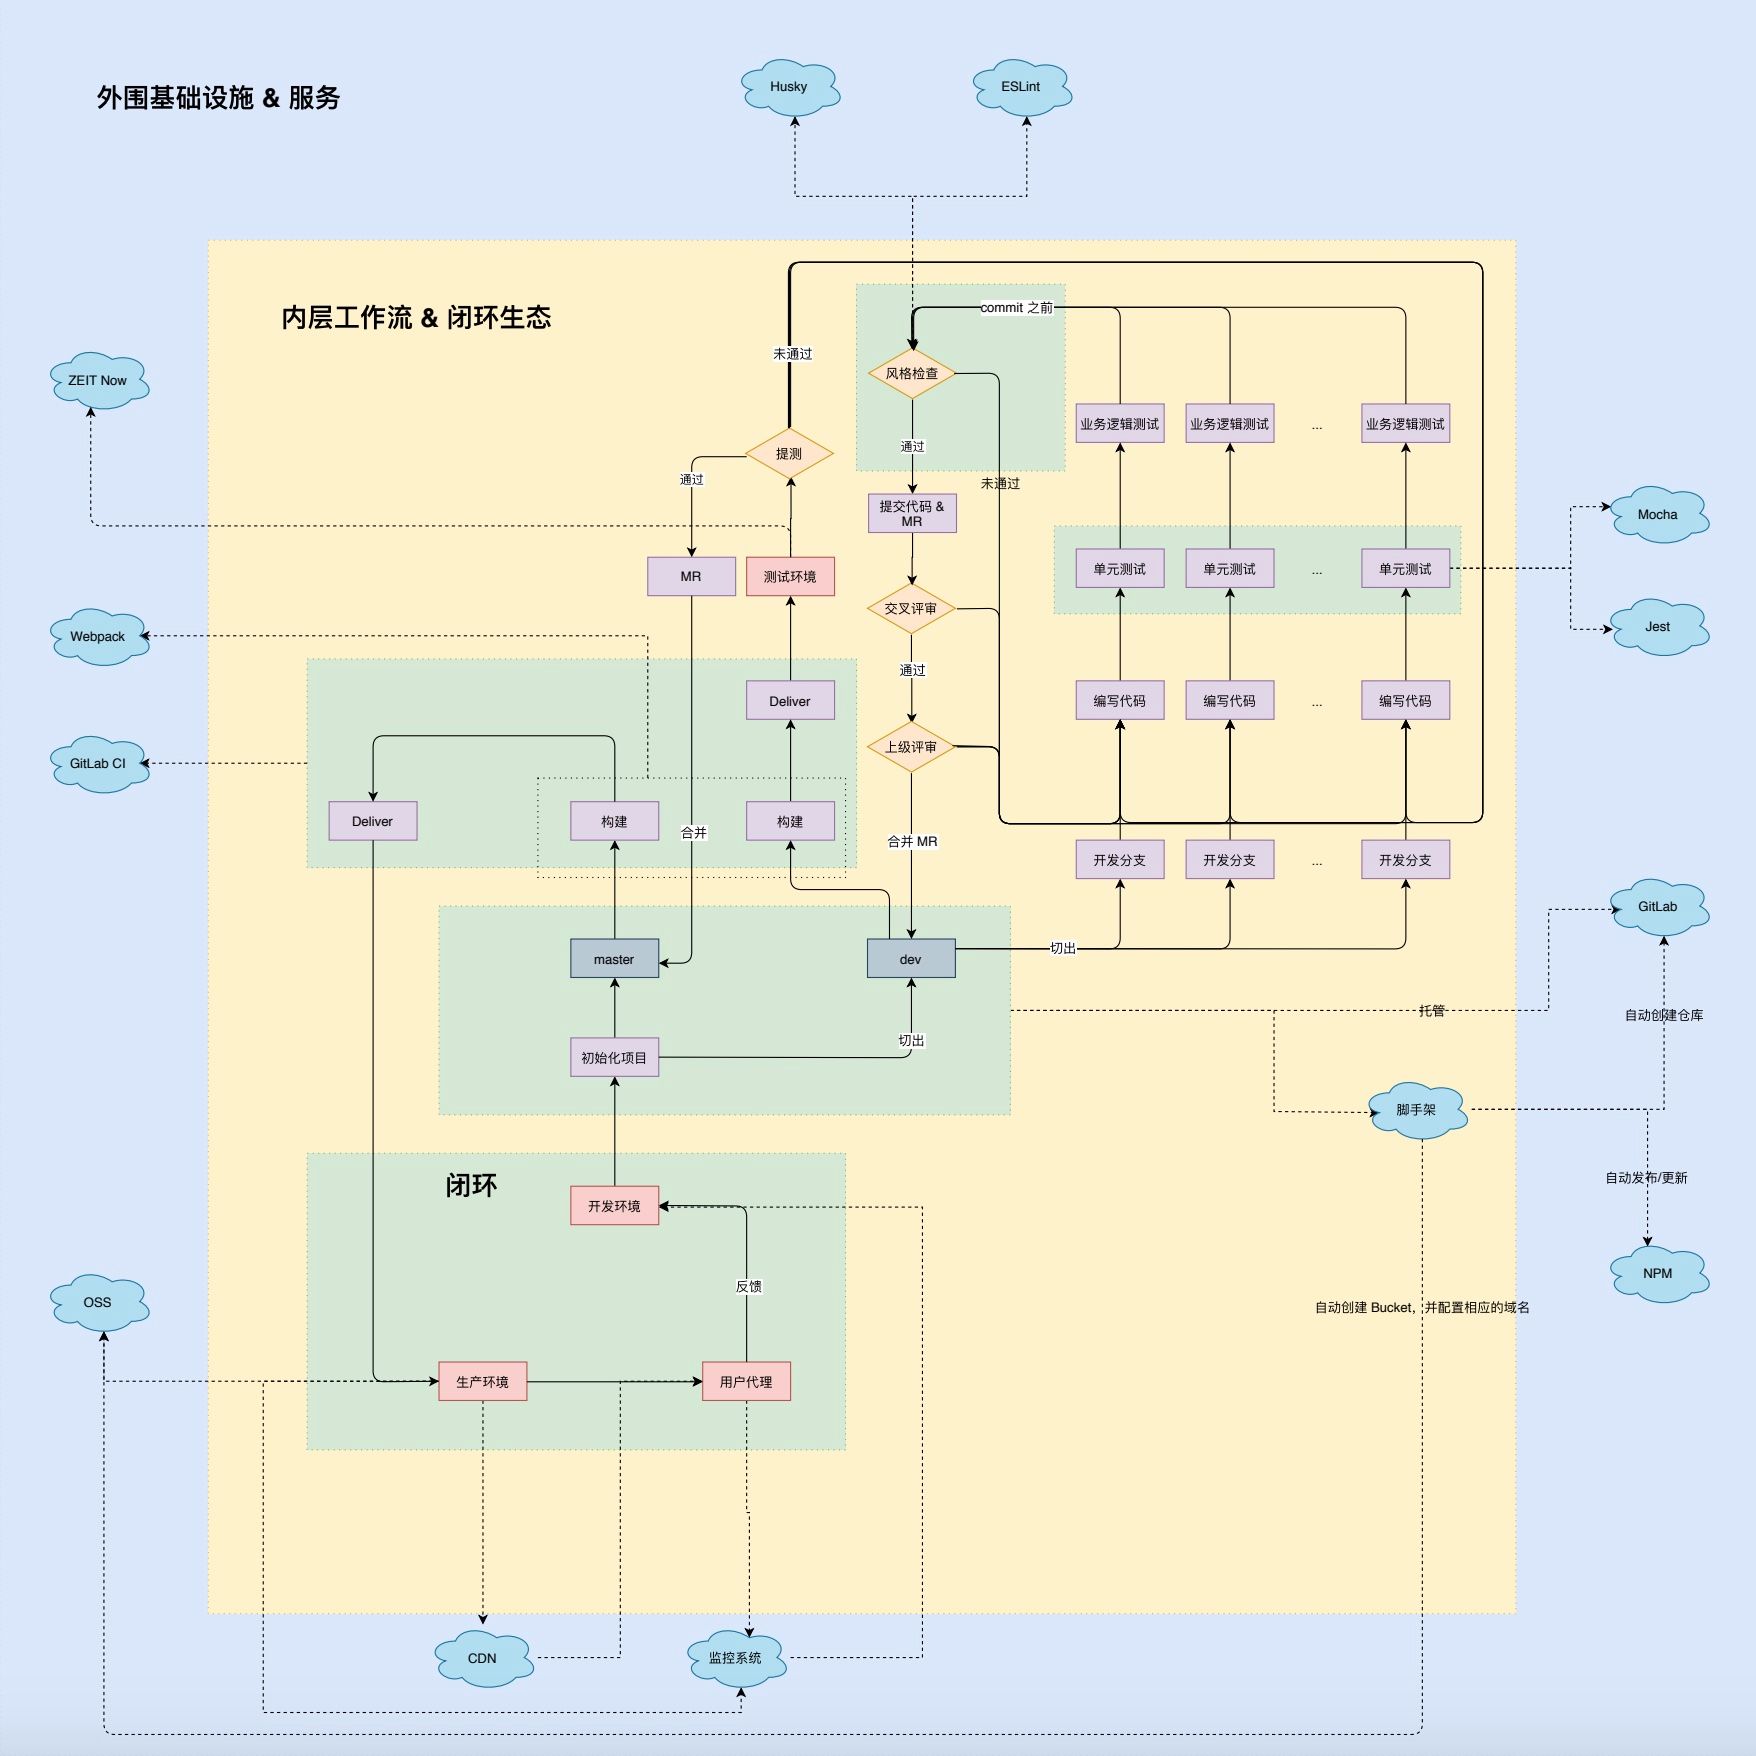 外围基础设施 & 服务
Husky
ESLint
内层工作流 & 闭环生态
commit 之前
未通过
风格检查
ZEIT Now
业务逻辑测试
业务逻辑测试
...
业务逻辑测试
提测
通过
通过
未通过
提交代码 &
MR
Mocha
MR
测试环境
单元测试
单元测试
...
单元测试
交叉评审
Jest
Webpack
通过
Deliver
编写代码
编写代码
...
编写代码
上级评审
GitLab CI
Deliver
构建
构建
合并
合并 MR
开发分支
开发分支
...
开发分支
GitLab
切出
master
dev
托管
自动创建仓库
切出
初始化项目
脚手架
闭环
自动发布/更新
开发环境
NPM
反馈
OSS
自动创建 Bucket，并配置相应的域名
生产环境
用户代理
CDN
监控系统